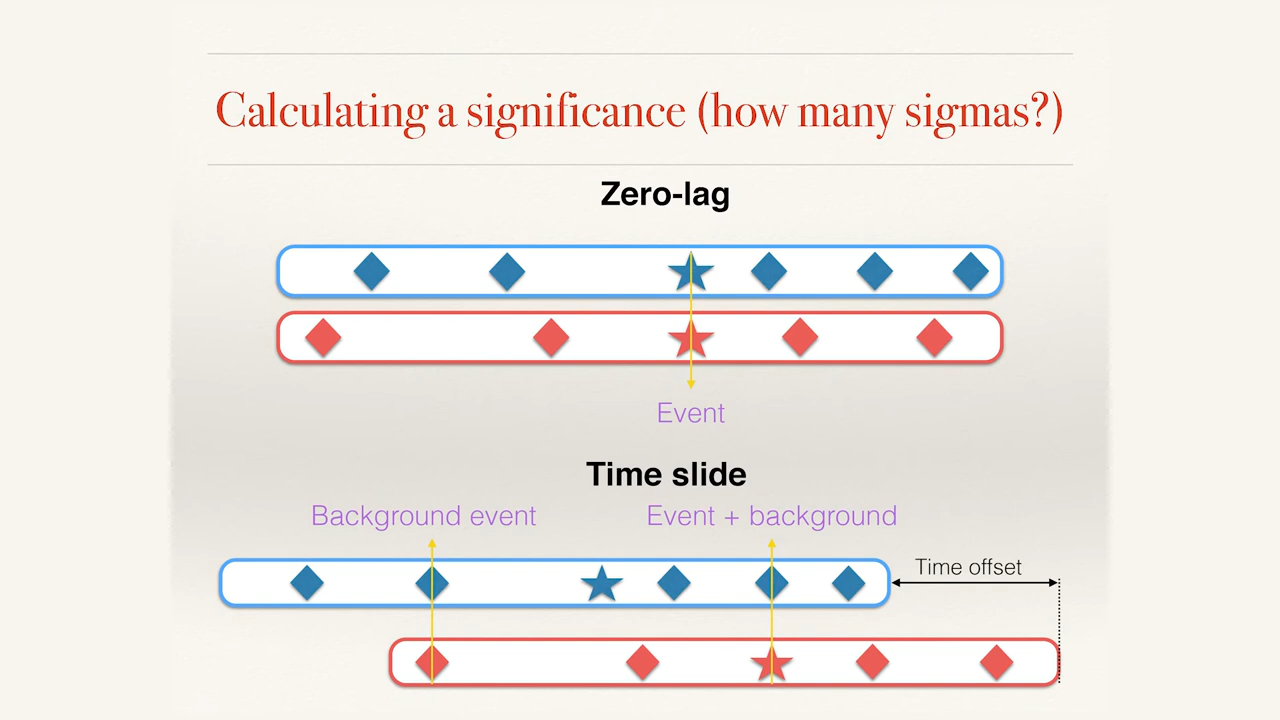 Calculating a significance (how many sigmas?)
Zero-lag
Event
Time slide
Background event
Event + background
Time offset